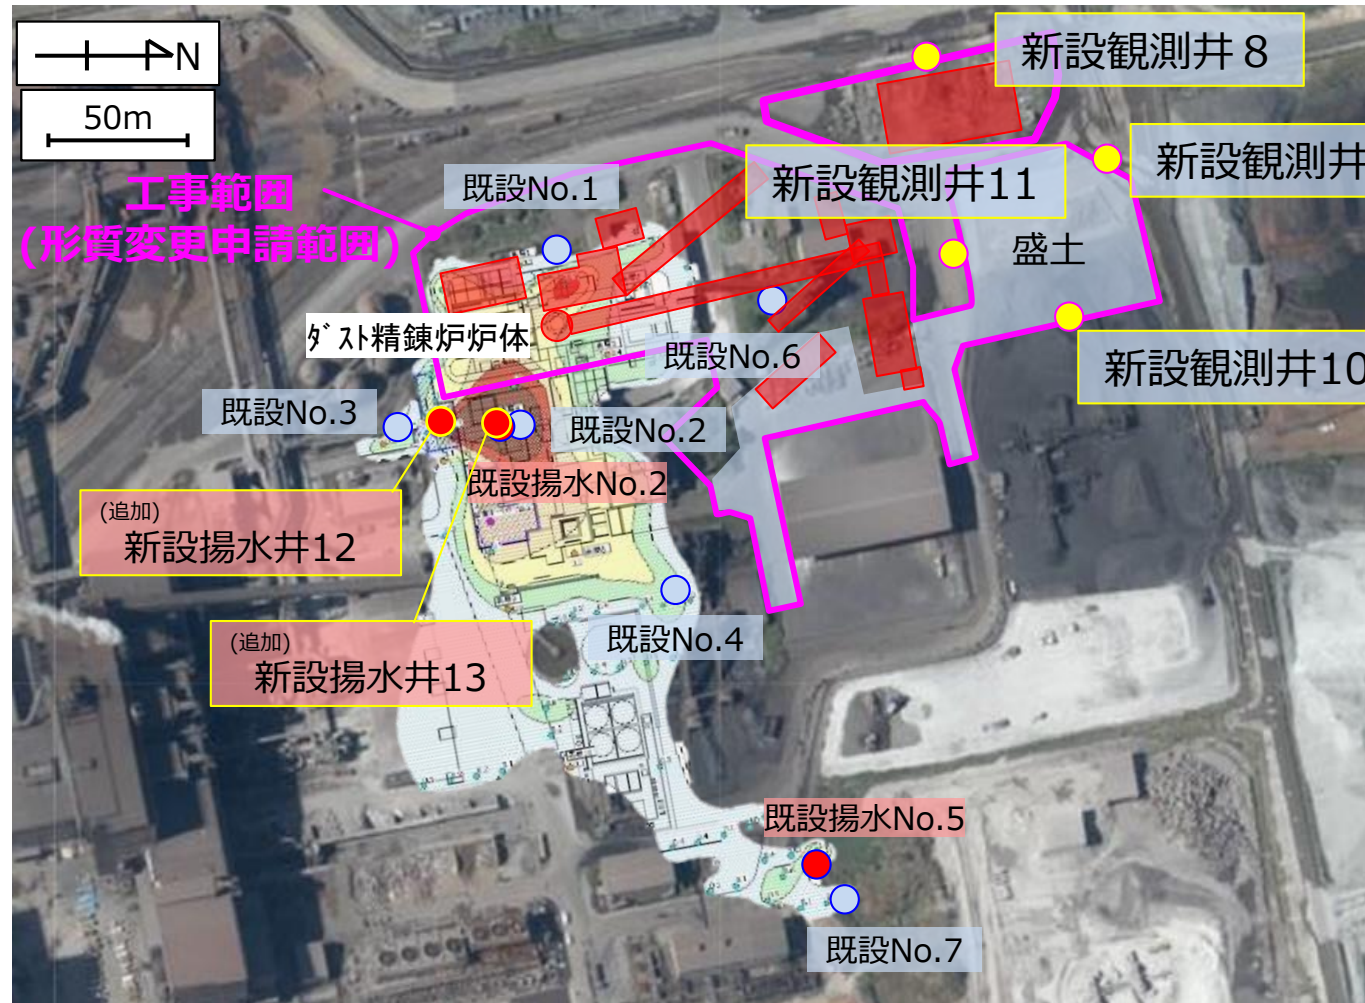 N
50m
工事範囲
(形質変更申請範囲)
新設観測井８
新設観測井
既設No.1
新設観測井11
盛土
ﾀﾞｽﾄ精錬炉炉体
既設No.6
新設観測井10
既設No.3
既設No.2
既設揚水No.2
(追加)
新設揚水井12
(追加)
新設揚水井13
既設No.4
既設揚水No.5
既設No.7